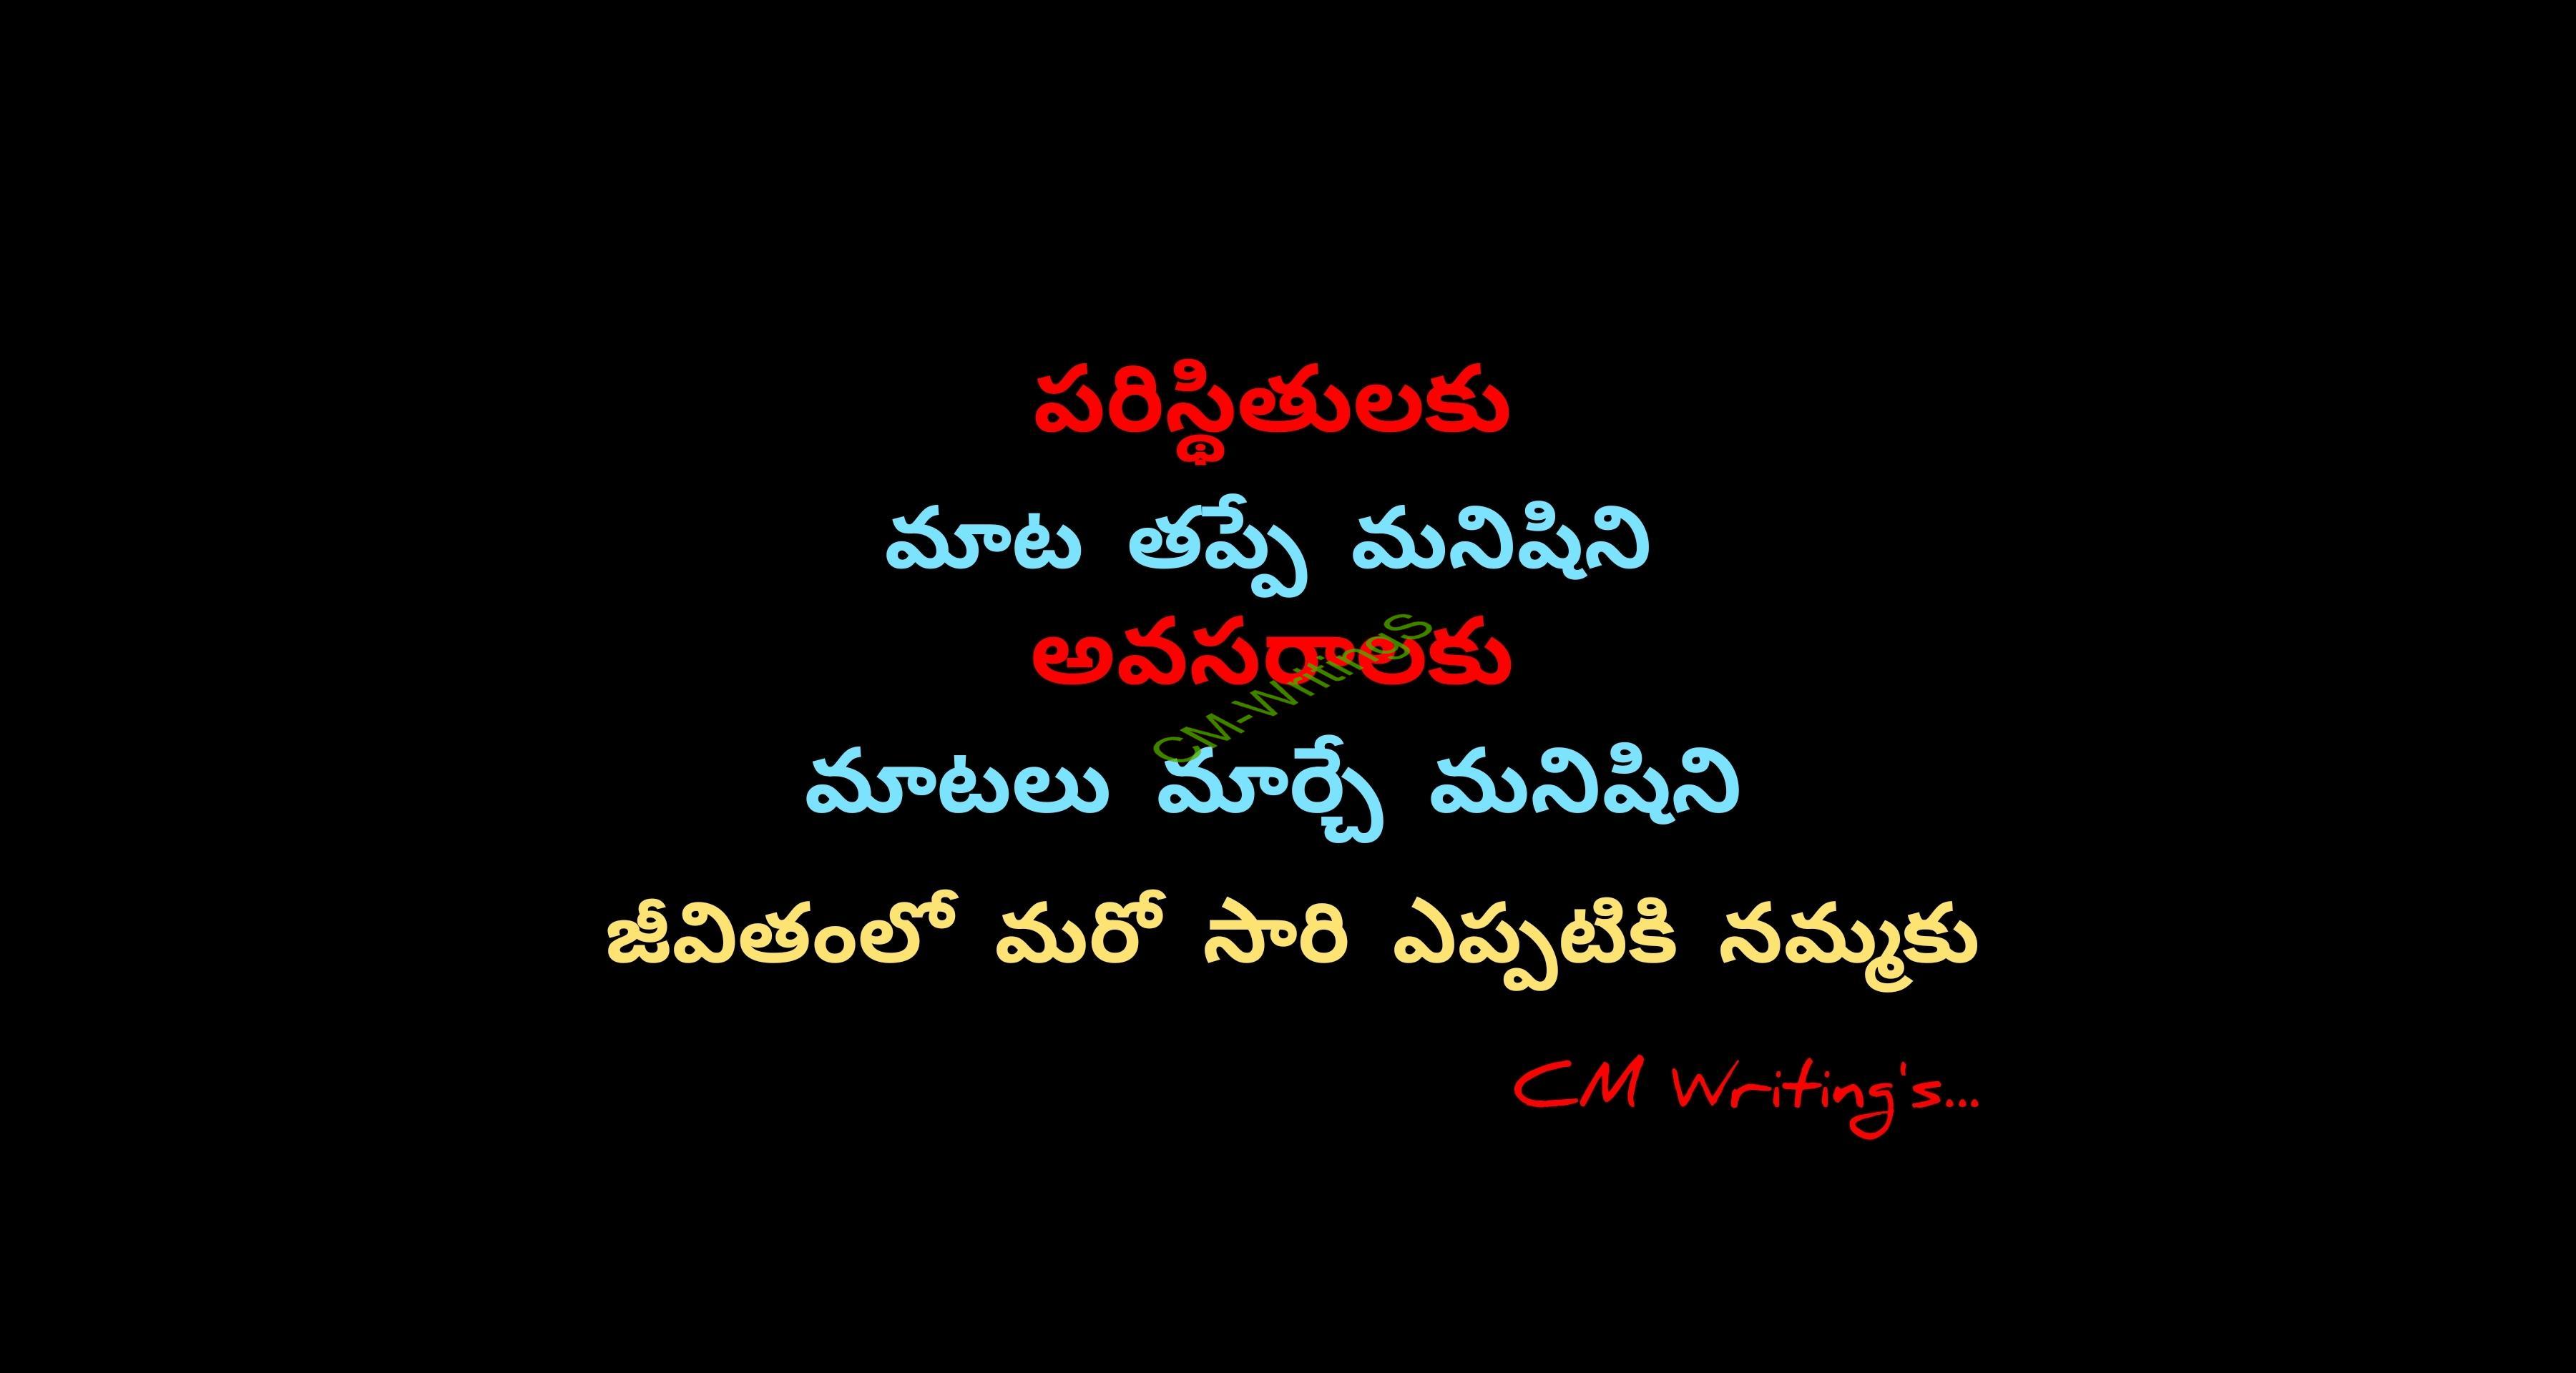 పరిస్థితులకు
మాట తప్పే మనిషిని
అవసరాలకు
CM-Writings
మాటలు మార్చే మనిషిని
జీవితంలో మరో సారి ఎప్పటికి నమ్మకు
CM Writing's...